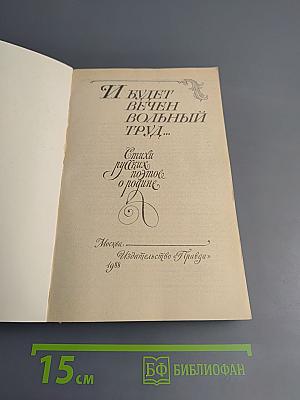 И БУДЕТ
ВЕЧЕН
ВОЛЬНЫЙ
ТРУД...
Стихи
русских
поэтов
о родине
Москва
Издательство «Правда»
1988
15 см
БФ БИБЛИОФАН